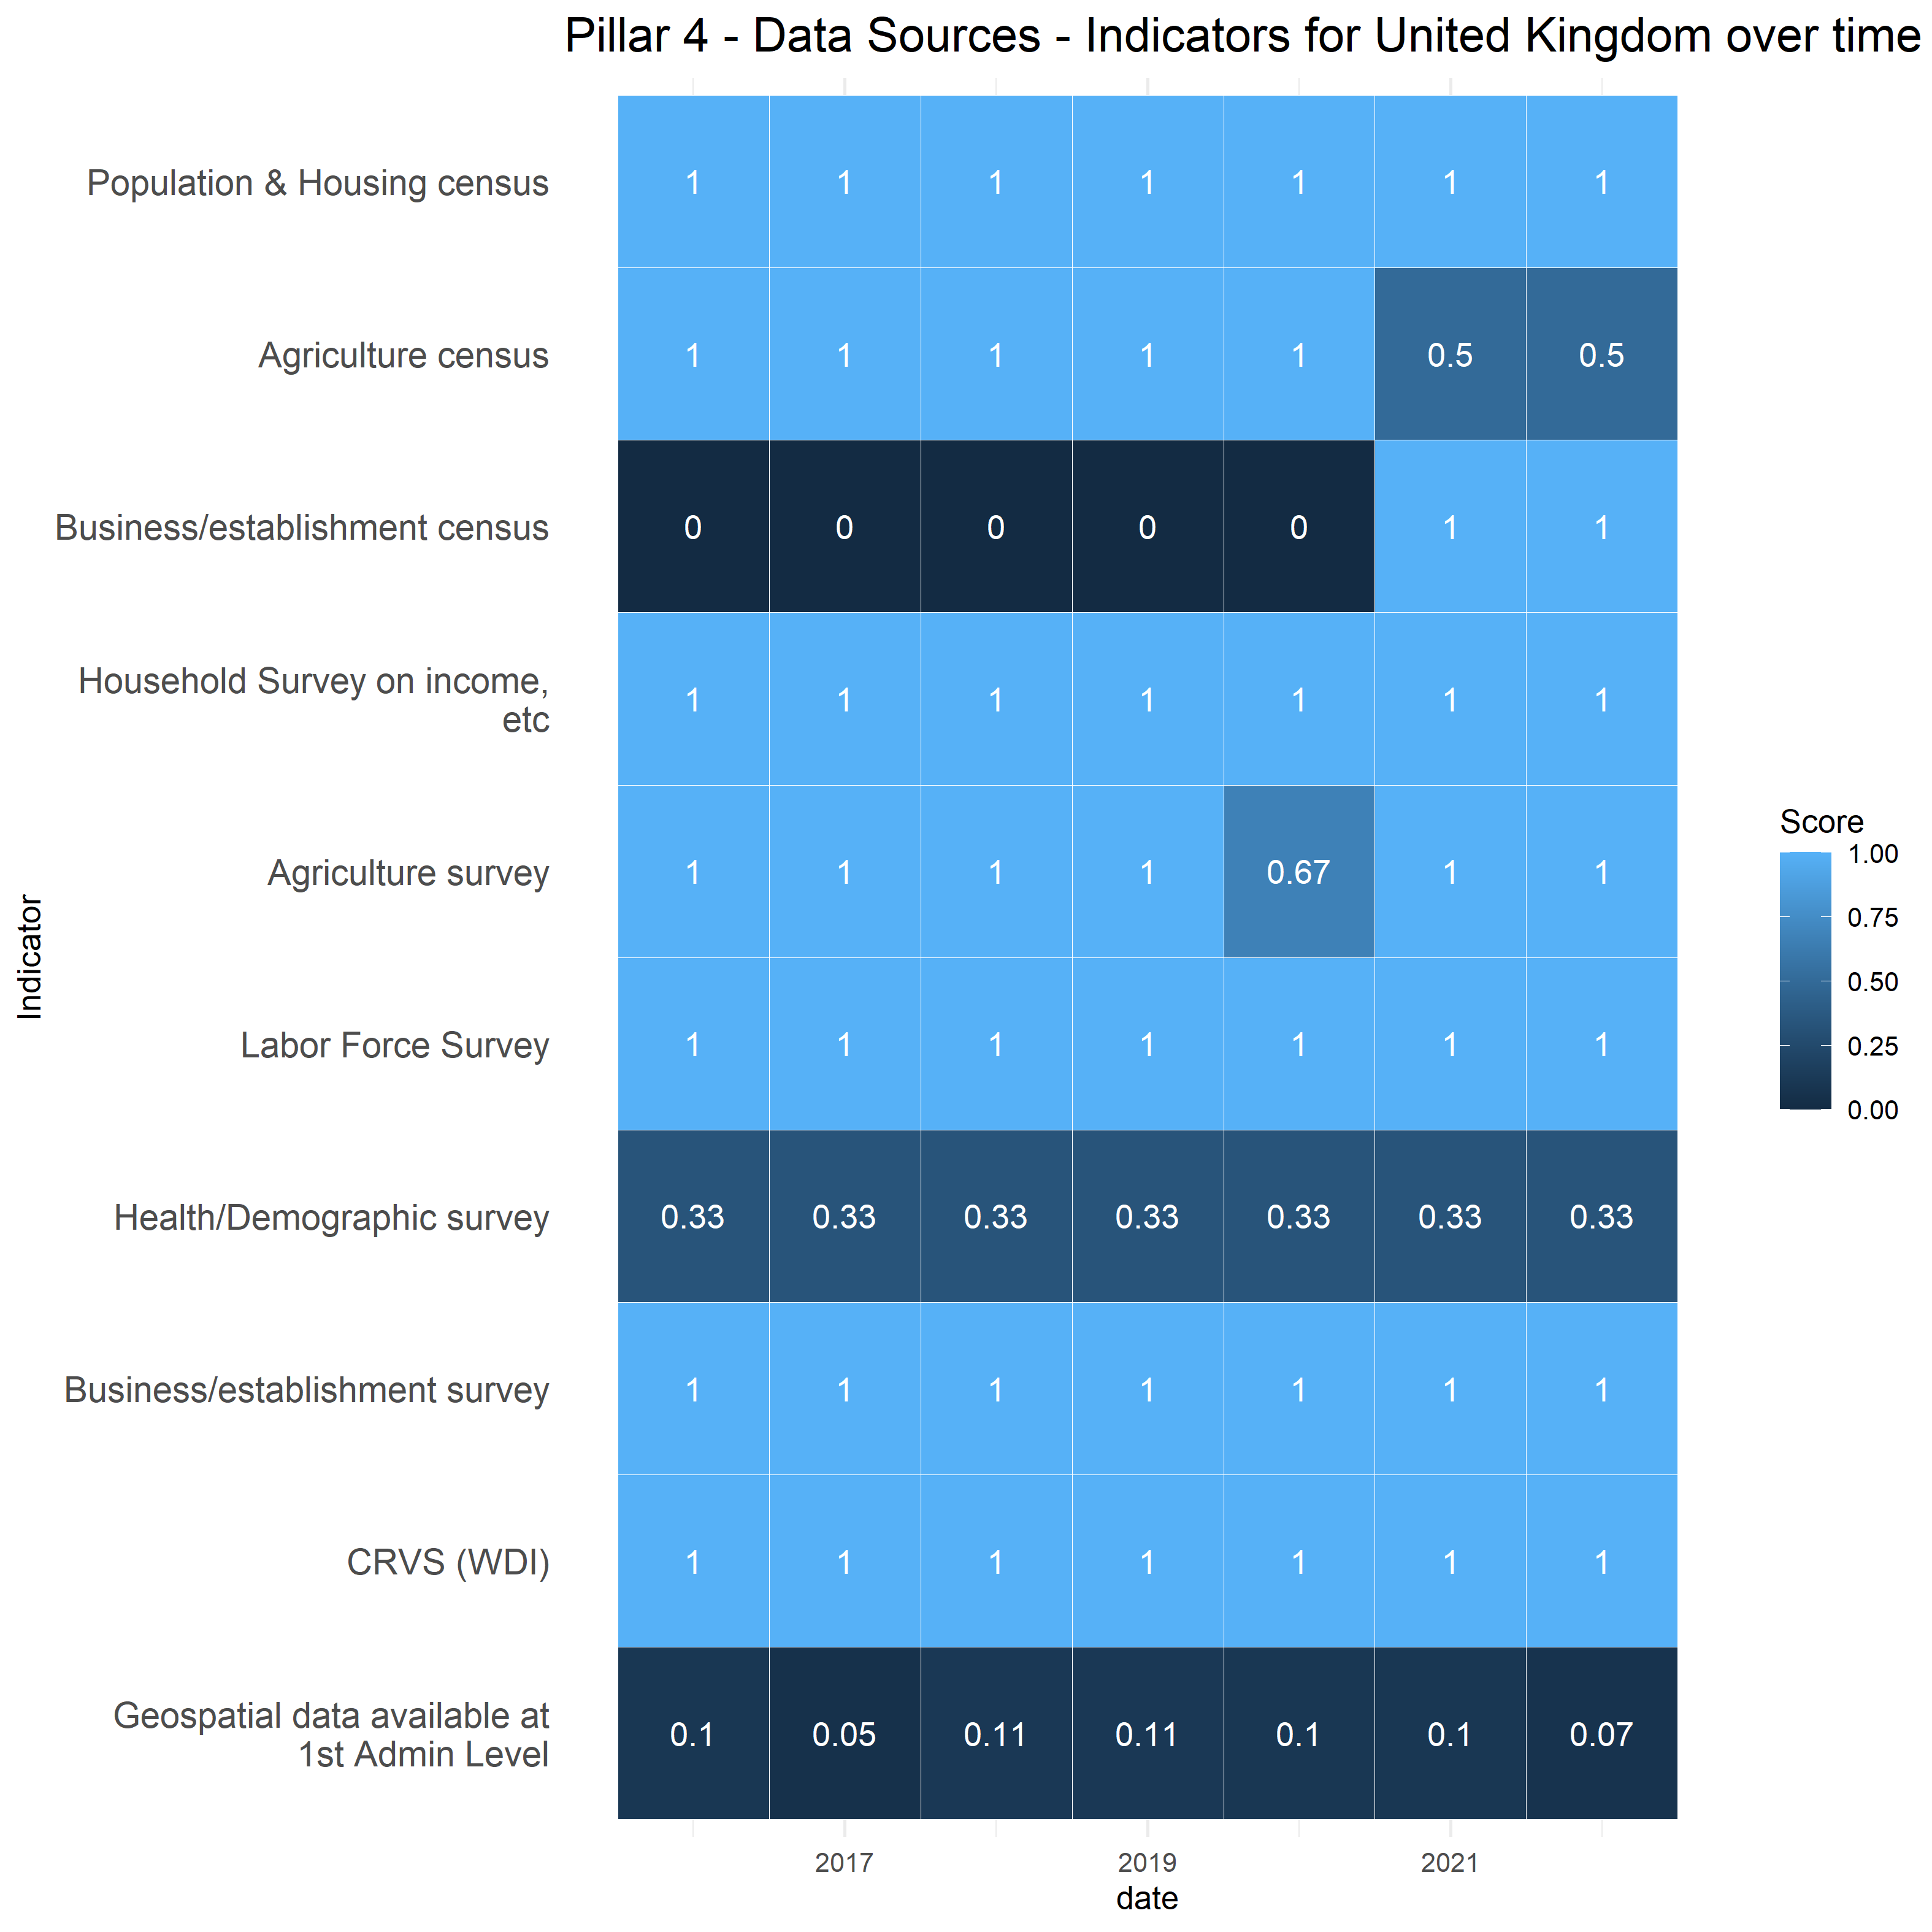 Pillar 4 - Data Sources - Indicators for United Kingdom over time
Population & Housing census
1 1 1 1 1 1 1
Agriculture census
1 1 1 1 1 0.5 0.5
Business/establishment census
0 0 0 0 0 1 1
Household Survey on income,
etc
1 1 1 1 1 1 1
Agriculture survey
1 1 1 1 0.67 1 1
Labor Force Survey
1 1 1 1 1 1 1
Health/Demographic survey
0.33 0.33 0.33 0.33 0.33 0.33 0.33
Business/establishment survey
1 1 1 1 1 1 1
CRVS (WDI)
1 1 1 1 1 1 1
Geospatial data available at
1st Admin Level
0.1 0.05 0.11 0.11 0.1 0.1 0.07
2017 2019 2021
date
Indicator
Score
1.00
0.75
0.50
0.25
0.00